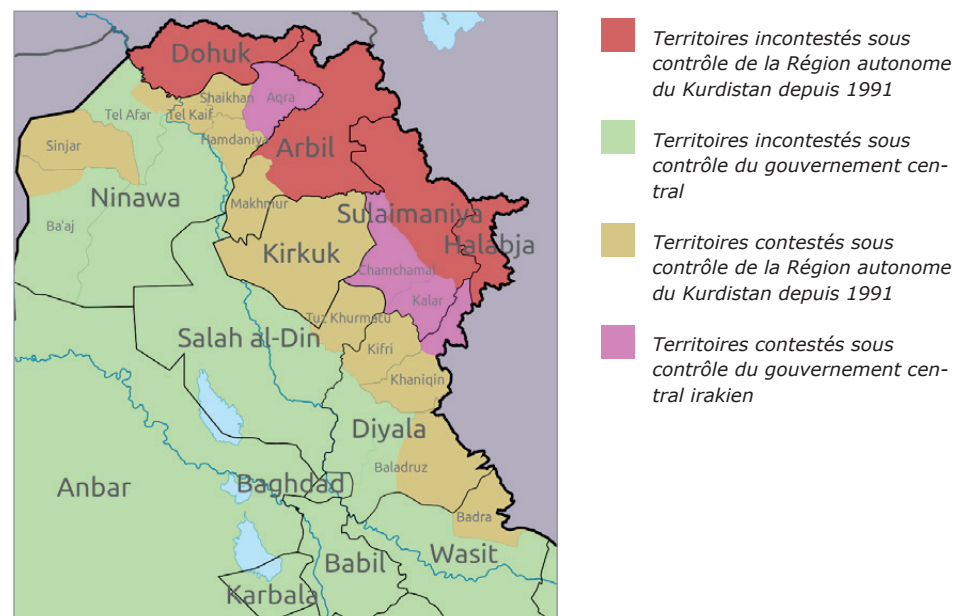 Dohuk
Shaikhan
Aqra
Tel Afar
Tel Kaif
Hamdaniya
Sinjar
Arbil
Ninawa
Makhmur
Sulaimaniya
Ba'aj
Halabja
Kirkuk
Chamchamal
Kalar
Tuz Khurmatu
Salah al-Din
Kifri
Khaniqin
Diyala
Baladruz
Anbar
Baghdad
Badra
Wasit
Babil
Karbala
Territoires incontestés sous
contrôle de la Région autonome
du Kurdistan depuis 1991
Territoires incontestés sous
contrôle du gouvernement cen-
tral
Territoires contestés sous
contrôle de la Région autonome
du Kurdistan depuis 1991
Territoires contestés sous
contrôle du gouvernement cen-
tral irakien